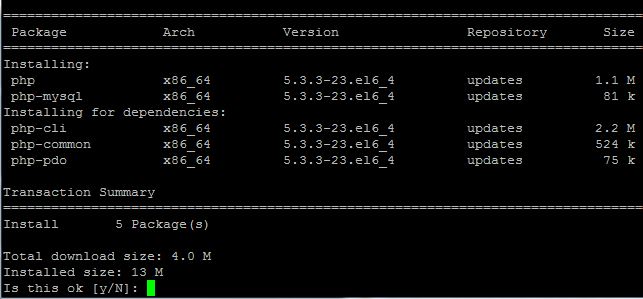 ================================================================================
Package Arch Version Repository Size
================================================================================
Installing:
php x86_64 5.3.3-23.el6_4 updates 1.1 M
php-mysql x86_64 5.3.3-23.el6_4 updates 81 k
Installing for dependencies:
php-cli x86_64 5.3.3-23.el6_4 updates 2.2 M
php-common x86_64 5.3.3-23.el6_4 updates 524 k
php-pdo x86_64 5.3.3-23.el6_4 updates 75 k
Transaction Summary
================================================================================
Install 5 Package(s)
Total download size: 4.0 M
Installed size: 13 M
Is this ok [y/N]: